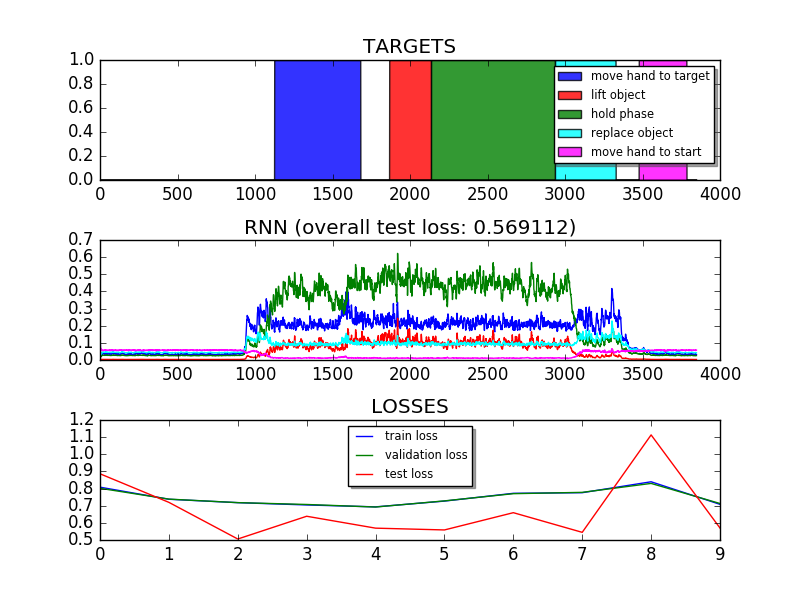 TARGETS
1.0
0.8
0.6
0.4
0.2
0.0
move hand to target
lift object
hold phase
replace object
move hand to start
0 500 1000 1500 2000 2500 3000 3500 4000
RNN (overall test loss: 0.569112)
0.7
0.6
0.5
0.4
0.3
0.2
0.1
0.0
0 500 1000 1500 2000 2500 3000 3500 4000
LOSSES
1.2
1.1
1.0
0.9
0.8
0.7
0.6
0.5
train loss
validation loss
test loss
0 1 2 3 4 5 6 7 8 9